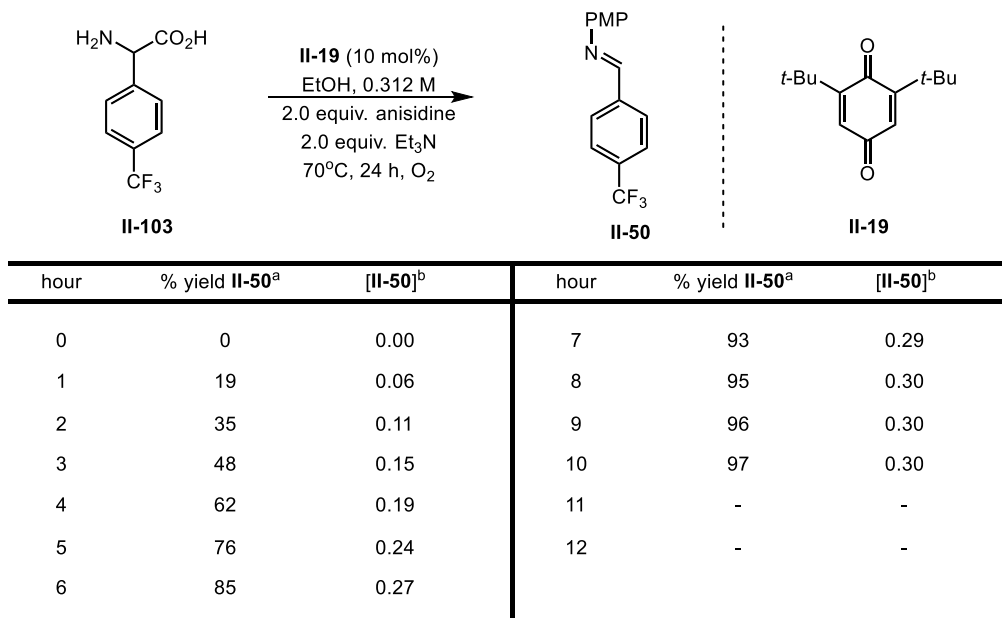 H₂N CO₂H
CF₃
II-103
II-19 (10 mol%)
EtOH, 0.312 M
2.0 equiv. anisidine
2.0 equiv. Et₃N
70°C, 24 h, O₂
PMP
N
CF₃
II-50
O
t-Bu t-Bu
O
II-19
hour % yield II-50ᵃ [II-50]ᵇ hour % yield II-50ᵃ [II-50]ᵇ
0 0 0.00 7 93 0.29
1 19 0.06 8 95 0.30
2 35 0.11 9 96 0.30
3 48 0.15 10 97 0.30
4 62 0.19 11 - -
5 76 0.24 12 - -
6 85 0.27